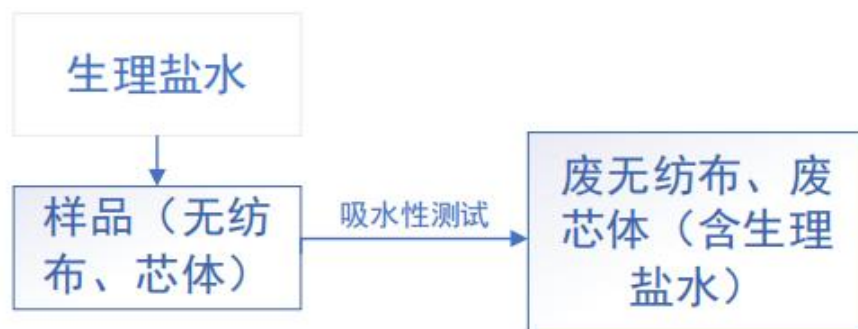 生理盐水
样品（无纺
布、芯体）
吸水性测试
废无纺布、废
芯体（含生理
盐水）